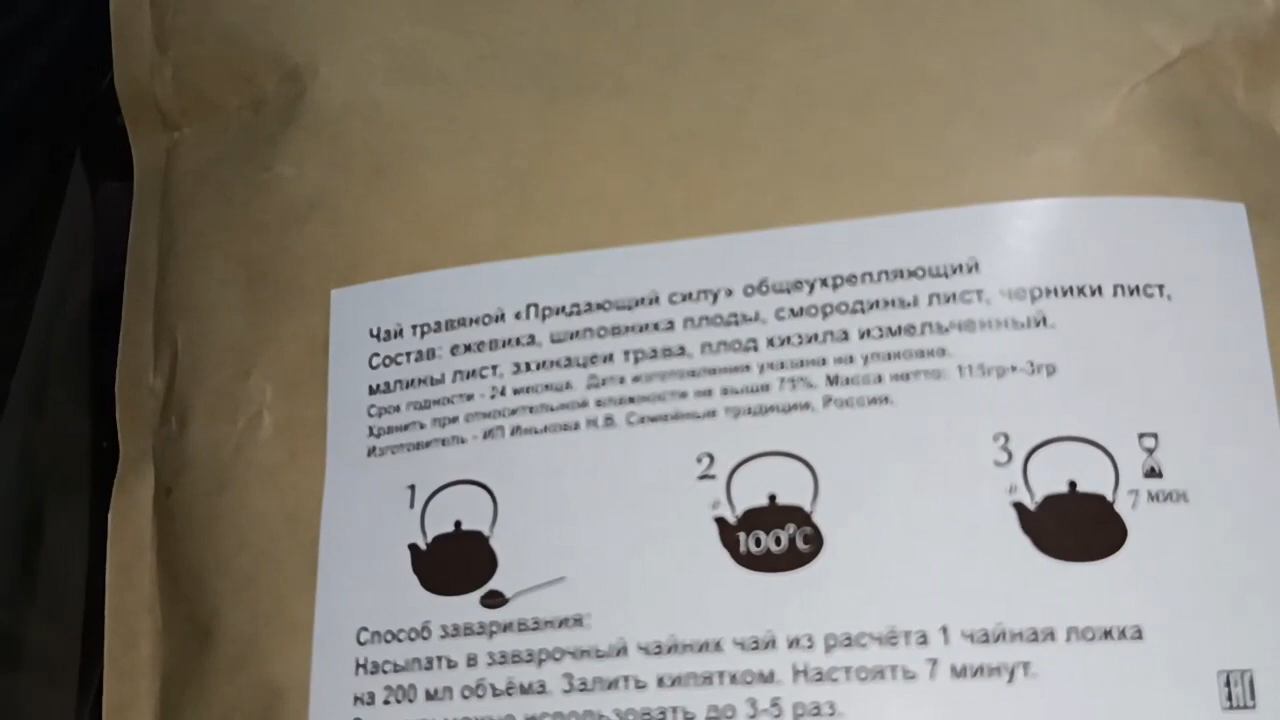 Чай травяной «Придающий силу» общеукрепляющий
Состав: ежевика, шиповника плоды, смородины лист, черники лист,
малины лист, эхинацеи трава, плод кизила измельченный.
Срок годности - 24 месяца. Дата изготовления указана на упаковке.
Хранить при относительной влажности не выше 75%. Масса нетто: 115гр+-3гр
Изготовитель - ИП Н.В. Семейные традиции, Россия.
1
2
3
100°C
7 мин
Способ заваривания:
Насыпать в заварочный чайник чай из расчёта 1 чайная ложка
на 200 мл объёма. Залить кипятком. Настоять 7 минут.
использовать до 3-5 раз.
EAC